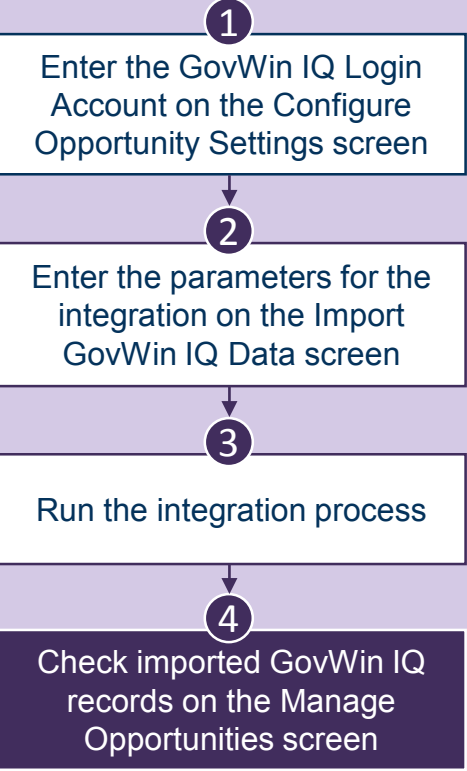 1
Enter the GovWin IQ Login
Account on the Configure
Opportunity Settings screen
2
Enter the parameters for the
integration on the Import
GovWin IQ Data screen
3
Run the integration process
4
Check imported GovWin IQ
records on the Manage
Opportunities screen